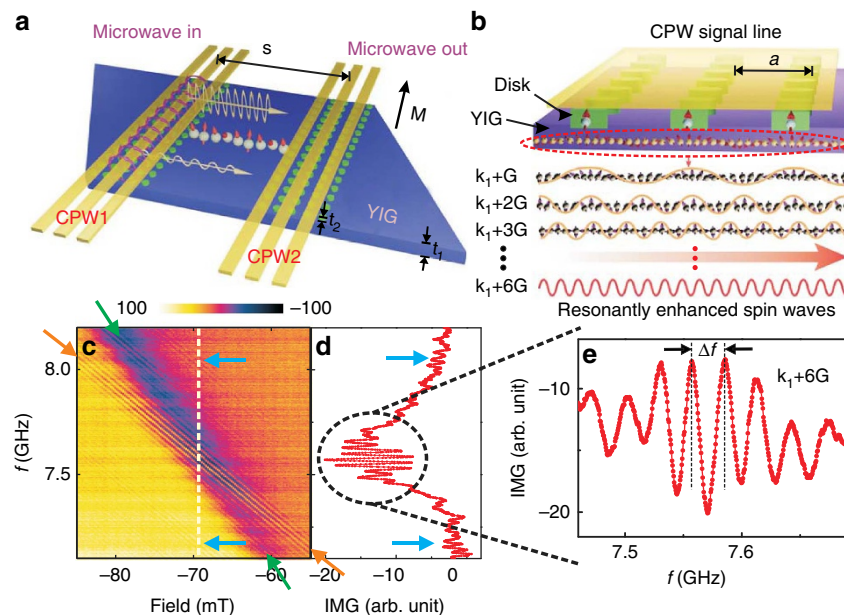 a
Microwave in
s
Microwave out
M
CPW1
CPW2
YIG
t2
t1
b
CPW signal line
a
Disk
YIG
k1+G
k1+2G
k1+3G
k1+6G
Resonantly enhanced spin waves
100
−100
c
f (GHz)
8.0
7.5
−80
−70
−60
Field (mT)
d
−20
0
IMG (arb. unit)
e
Δf
k1+6G
IMG (arb. unit)
−10
−20
7.5
7.6
f (GHz)